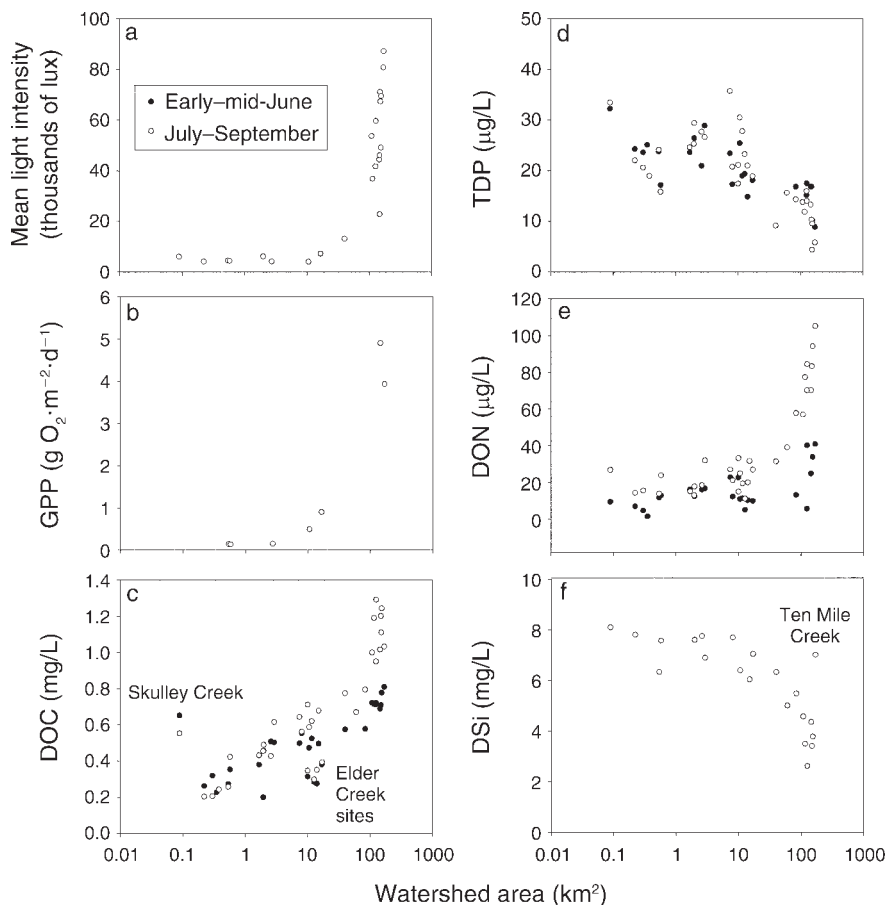 a
Mean light intensity
(thousands of lux)
100
80
60
40
20
0
Early–mid-June
July–September
b
GPP (g O₂·m⁻²·d⁻¹)
6
5
4
3
2
1
0
c
DOC (mg/L)
1.4
1.2
1.0
0.8
0.6
0.4
0.2
0.0
Skulley Creek
Elder
Creek
sites
0.01 0.1 1 10 100 1000
d
TDP (µg/L)
50
40
30
20
10
0
e
DON (µg/L)
120
100
80
60
40
20
0
f
DSi (mg/L)
10
8
6
4
2
0
Ten Mile
Creek
0.01 0.1 1 10 100 1000
Watershed area (km²)